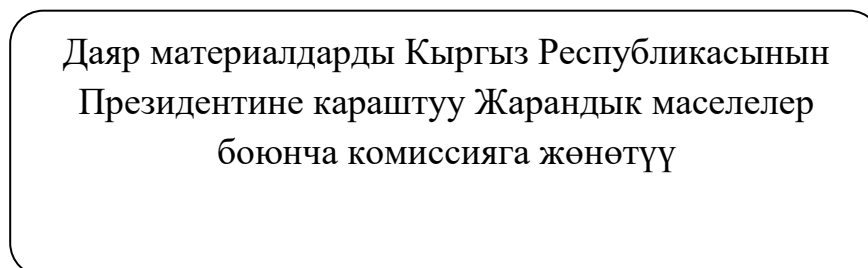 Даяр материалдарды Кыргыз Республикасынын
Президентине караштуу Жарандык маселелер
боюнча комиссияга жөнөтүү